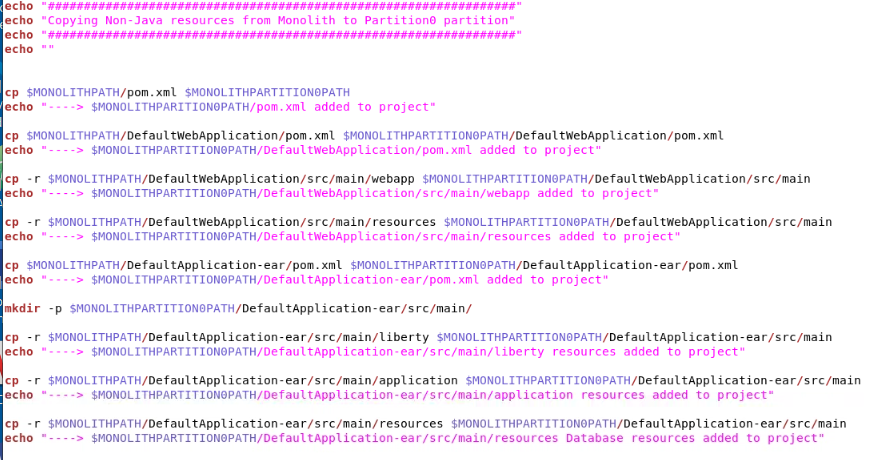 echo "#################################################################"
echo "Copying Non-Java resources from Monolith to Partition0 partition"
echo "#################################################################"
echo ""
cp $MONOLITHPATH/pom.xml $MONOLITHPARTITION0PATH
echo "----> $MONOLITHPARITION0PATH/pom.xml added to project"
cp $MONOLITHPATH/DefaultWebApplication/pom.xml $MONOLITHPARTITION0PATH/DefaultWebApplication/pom.xml
echo "----> $MONOLITHPARTITION0PATH/DefaultWebApplication/pom.xml added to project"
cp -r $MONOLITHPATH/DefaultWebApplication/src/main/webapp $MONOLITHPARTITION0PATH/DefaultWebApplication/src/main
echo "----> $MONOLITHPARTITION0PATH/DefaultWebApplication/src/main/webapp added to project"
cp -r $MONOLITHPATH/DefaultWebApplication/src/main/resources $MONOLITHPARTITION0PATH/DefaultWebApplication/src/main
echo "----> $MONOLITHPARTITION0PATH/DefaultWebApplication/src/main/resources added to project"
cp $MONOLITHPATH/DefaultApplication-ear/pom.xml $MONOLITHPARTITION0PATH/DefaultApplication-ear/pom.xml
echo "----> $MONOLITHPARTITION0PATH/DefaultApplication-ear/pom.xml added to project"
mkdir -p $MONOLITHPARTITION0PATH/DefaultApplication-ear/src/main/
cp -r $MONOLITHPATH/DefaultApplication-ear/src/main/liberty $MONOLITHPARTITION0PATH/DefaultApplication-ear/src/main
echo "----> $MONOLITHPARTITION0PATH/DefaultApplication-ear/src/main/liberty resources added to project"
cp -r $MONOLITHPATH/DefaultApplication-ear/src/main/application $MONOLITHPARTITION0PATH/DefaultApplication-ear/src/main
echo "----> $MONOLITHPARTITION0PATH/DefaultApplication-ear/src/main/application resources added to project"
cp -r $MONOLITHPATH/DefaultApplication-ear/src/main/resources $MONOLITHPARTITION0PATH/DefaultApplication-ear/src/main
echo "----> $MONOLITHPARTITION0PATH/DefaultApplication-ear/src/main/resources Database resources added to project"